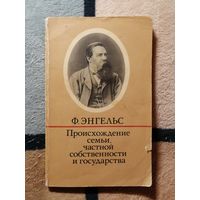 Ф. ЭНГЕЛЬС
Происхождение
семьи, частной
собственности
и государства